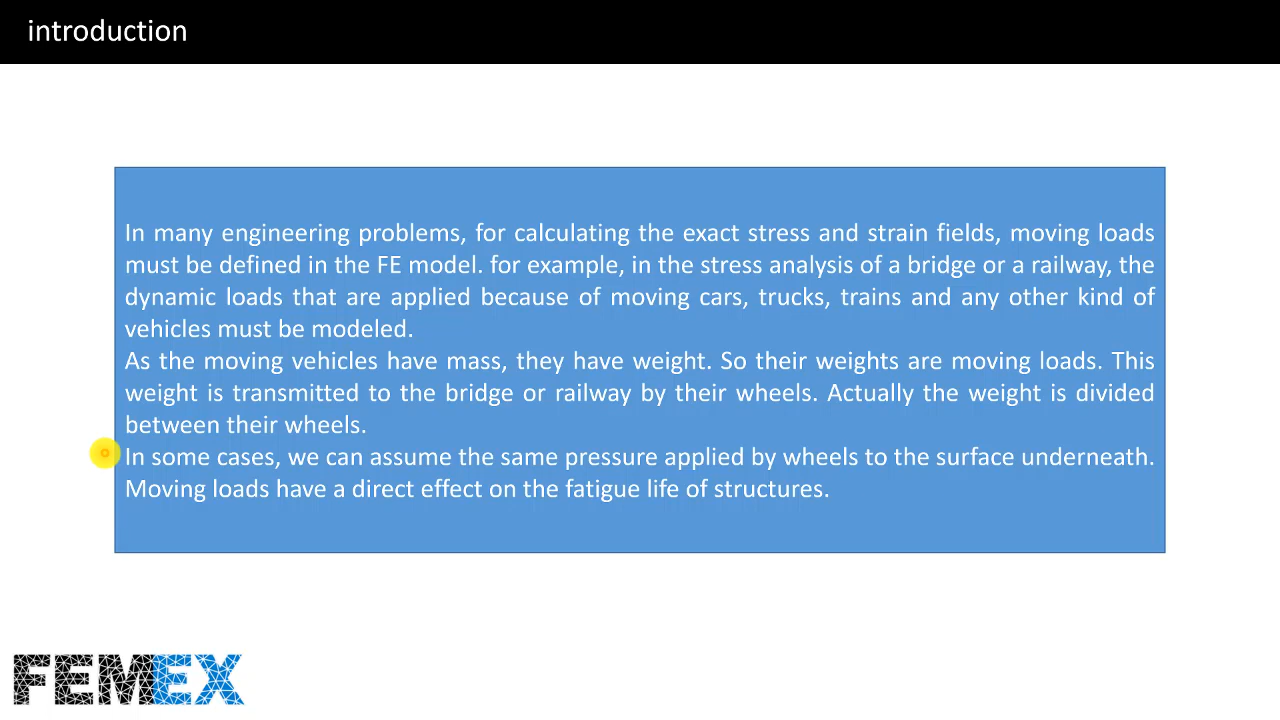 introduction
In many engineering problems, for calculating the exact stress and strain fields, moving loads
must be defined in the FE model. for example, in the stress analysis of a bridge or a railway, the
dynamic loads that are applied because of moving cars, trucks, trains and any other kind of
vehicles must be modeled.
As the moving vehicles have mass, they have weight. So their weights are moving loads. This
weight is transmitted to the bridge or railway by their wheels. Actually the weight is divided
between their wheels.
In some cases, we can assume the same pressure applied by wheels to the surface underneath.
Moving loads have a direct effect on the fatigue life of structures.
FEMEX